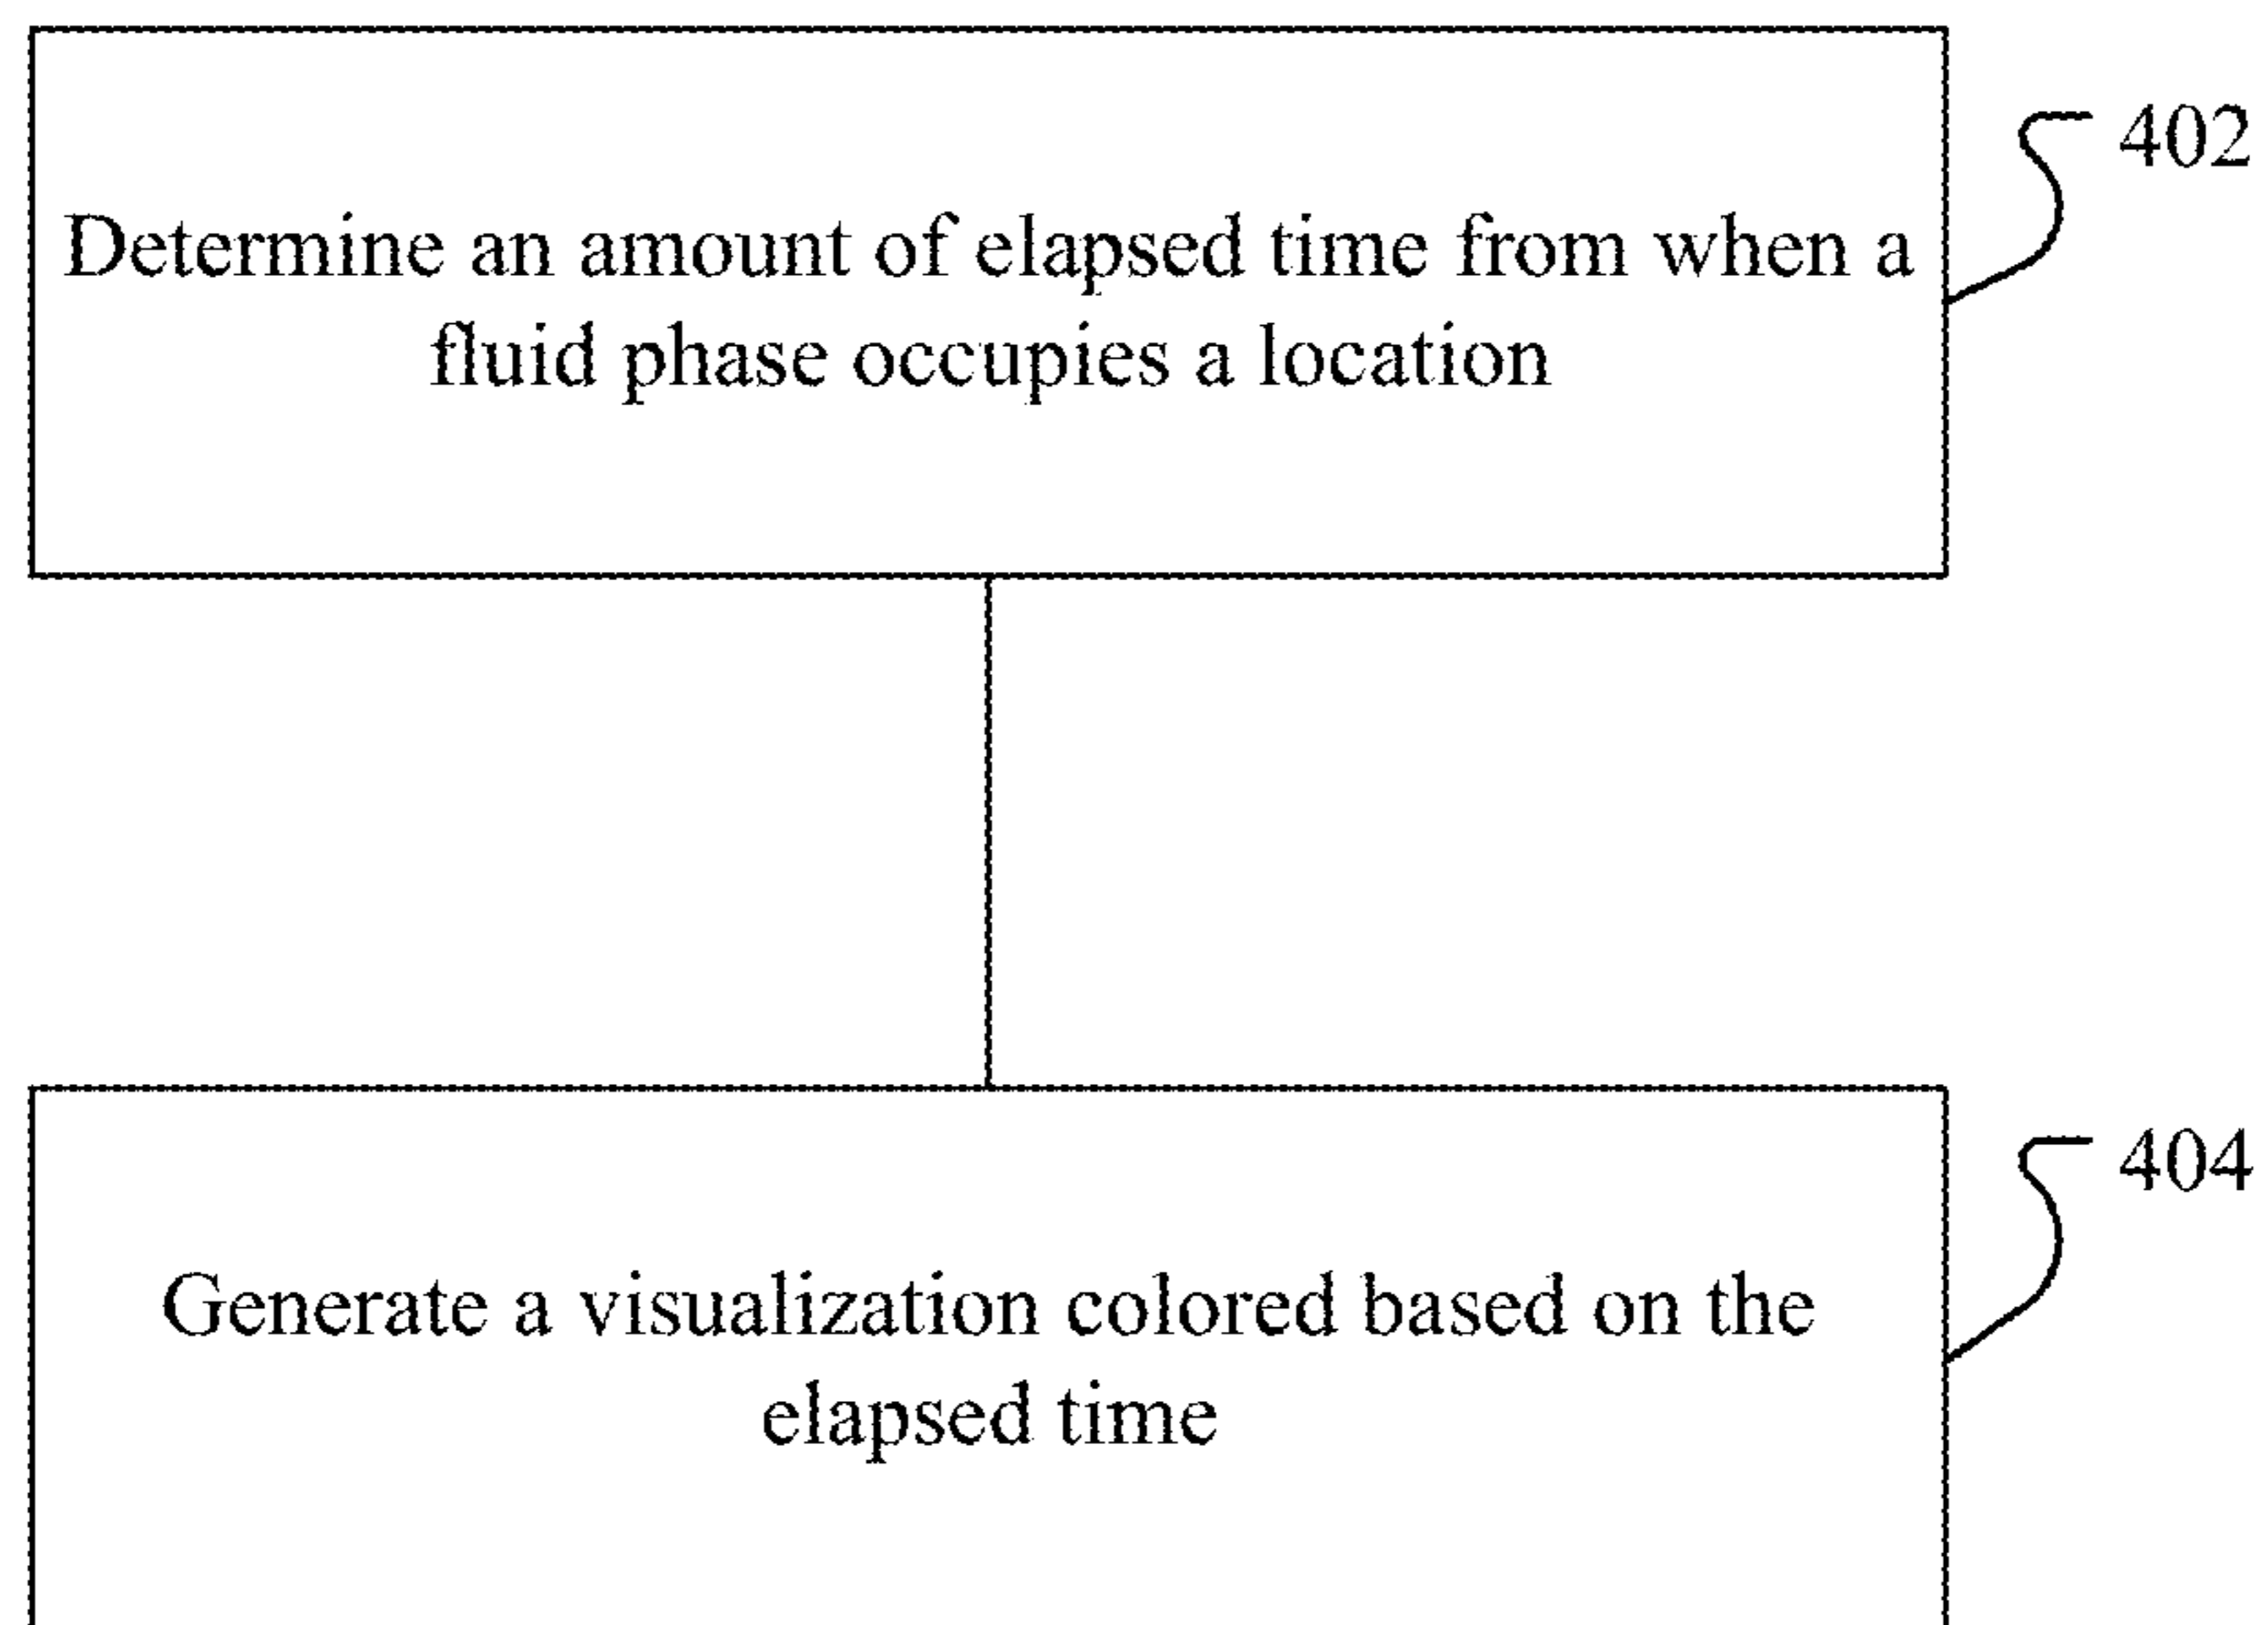 402
Determine an amount of elapsed time from when a
fluid phase occupies a location
404
Generate a visualization colored based on the
elapsed time